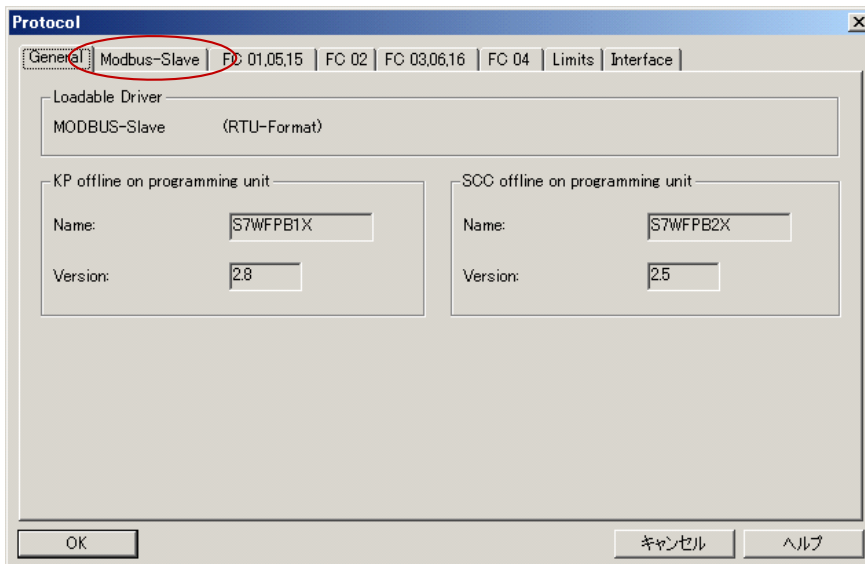 Protocol
General Modbus-Slave FC 01,05,15 FC 02 FC 03,06,16 FC 04 Limits Interface
Loadable Driver
MODBUS-Slave (RTU-Format)
KP offline on programming unit SCC offline on programming unit
Name: S7WFPB1X Name: S7WFPB2X
Version: 2.8 Version: 2.5
OK キャンセル ヘルプ